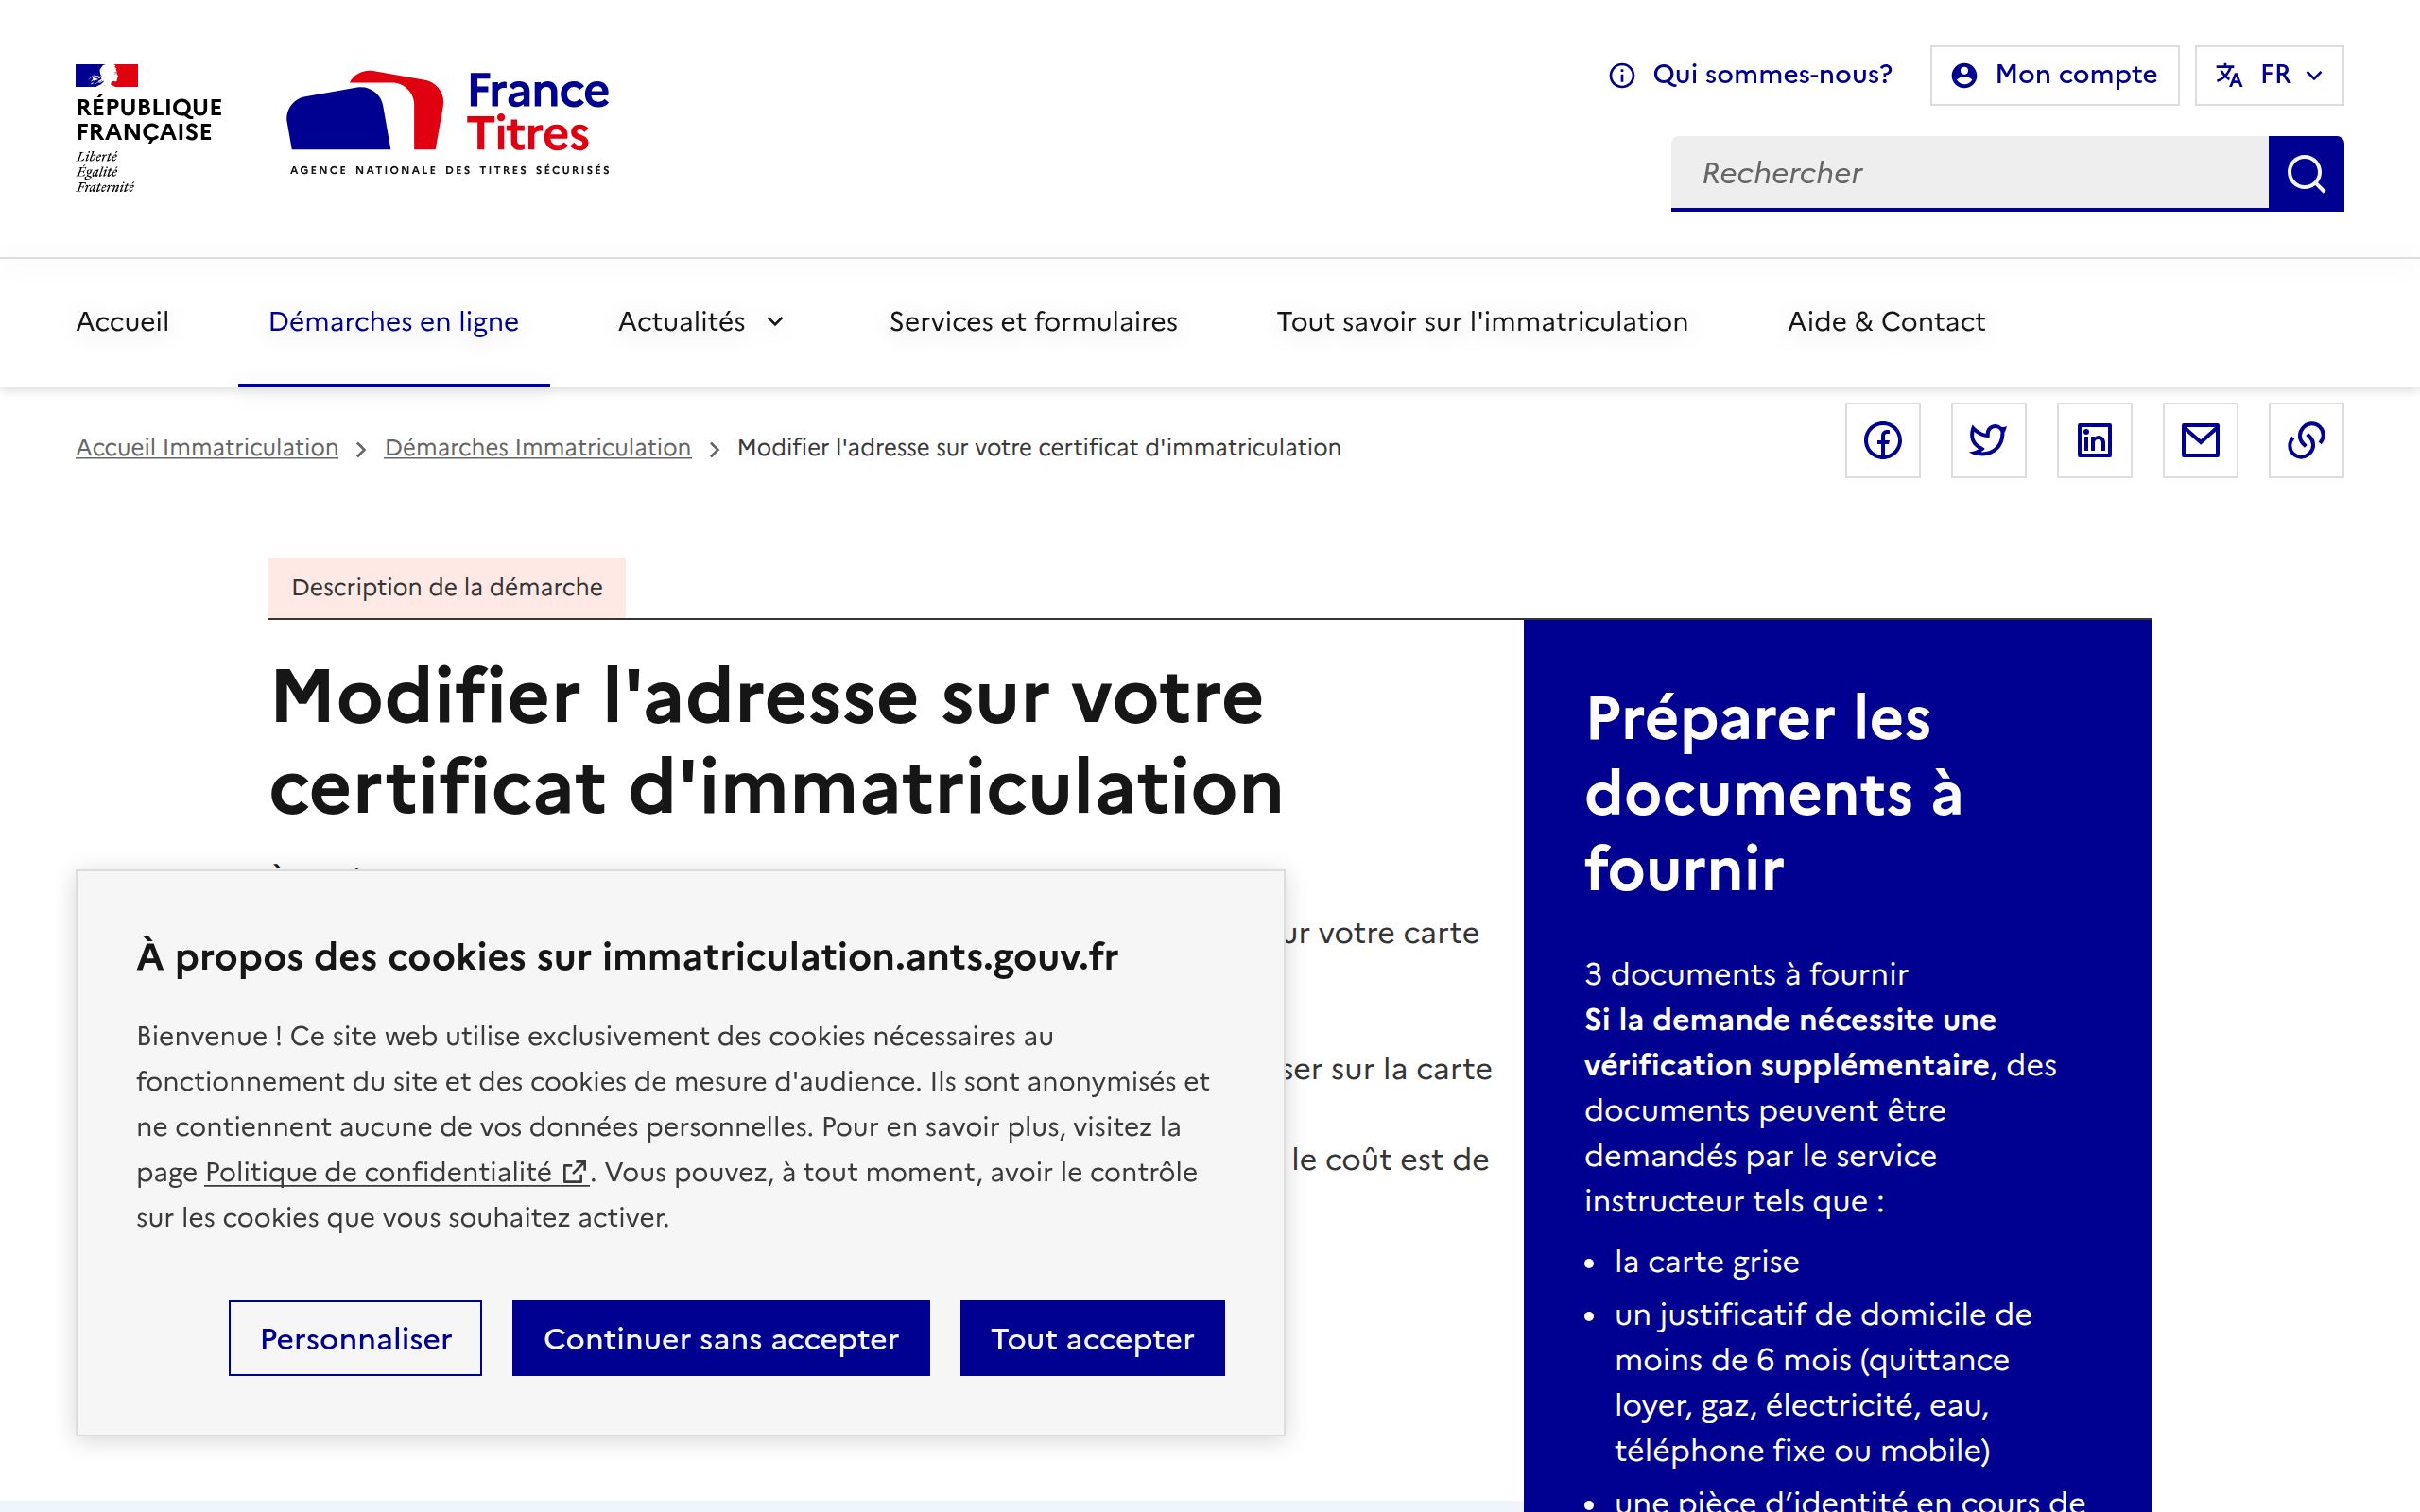 RÉPUBLIQUE
FRANÇAISE
Liberté
Égalité
Fraternité
France
Titres
AGENCE NATIONALE DES TITRES SÉCURISÉS
Qui sommes-nous?
Mon compte
FR
Rechercher
Accueil
Démarches en ligne
Actualités
Services et formulaires
Tout savoir sur l'immatriculation
Aide & Contact
Accueil Immatriculation
Démarches Immatriculation
Modifier l'adresse sur votre certificat d'immatriculation
Description de la démarche
Modifier l'adresse sur votre
certificat d'immatriculation
ur votre carte
ser sur la carte
le coût est de
À propos des cookies sur immatriculation.ants.gouv.fr
Bienvenue ! Ce site web utilise exclusivement des cookies nécessaires au
fonctionnement du site et des cookies de mesure d'audience. Ils sont anonymisés et
ne contiennent aucune de vos données personnelles. Pour en savoir plus, visitez la
page Politique de confidentialité. Vous pouvez, à tout moment, avoir le contrôle
sur les cookies que vous souhaitez activer.
Personnaliser
Continuer sans accepter
Tout accepter
Préparer les
documents à
fournir
3 documents à fournir
Si la demande nécessite une
vérification supplémentaire, des
documents peuvent être
demandés par le service
instructeur tels que :
• la carte grise
• un justificatif de domicile de
moins de 6 mois (quittance
loyer, gaz, électricité, eau,
téléphone fixe ou mobile)
• une pièce d’identité en cours de